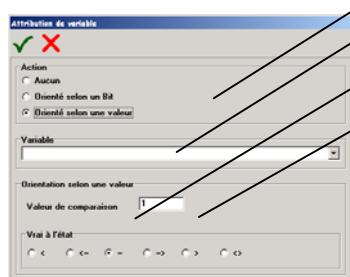 Attribution de variable
Action
Aucun
Orienté selon un Bit
Orienté selon une valeur
Variable
Orientation selon une valeur
Valeur de comparaison 1
Vrai à l'état
< <= = => > <>